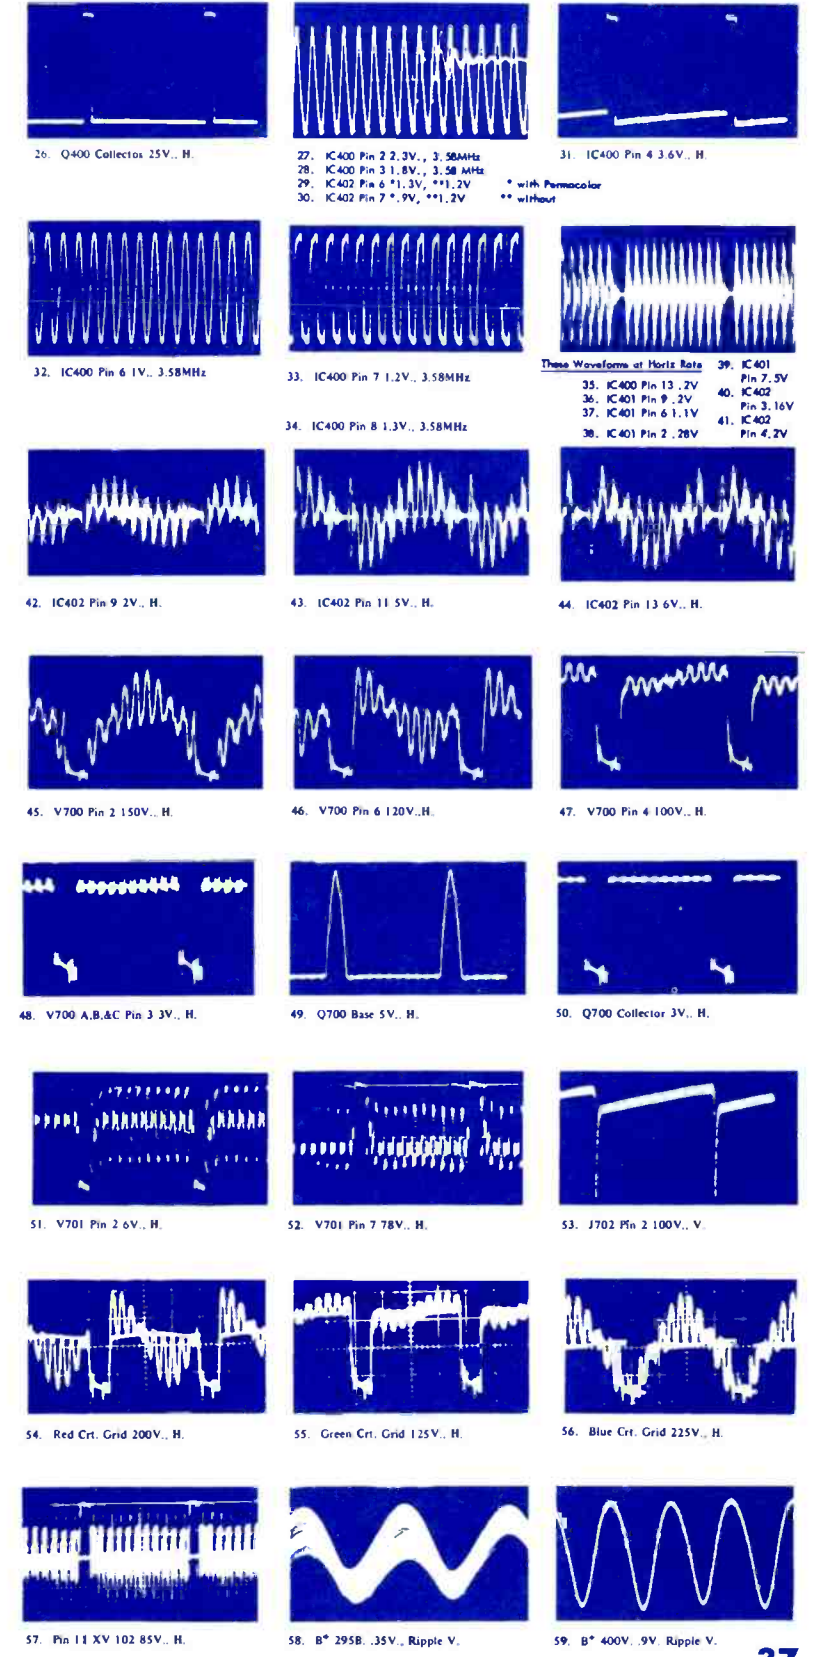 26. Q400 Collector 25V., H.
27. IC400 Pin 2 2.3V., 3.58MHz
28. IC400 Pin 3 1.8V., 3.58 MHz
29. IC402 Pin 6 *1.3V, **1.2V * with Permacolor
30. IC402 Pin 7 *.9V, **1.2V ** without
31. IC400 Pin 4 3.6V., H.
32. IC400 Pin 6 1V., 3.58MHz
33. IC400 Pin 7 1.2V., 3.58MHz
34. IC400 Pin 8 1.3V., 3.58MHz
These Waveforms at Horiz Rate
35. IC400 Pin 13 .2V
36. IC401 Pin 9 .2V
37. IC401 Pin 6 1.1V
38. IC401 Pin 2 .28V
39. IC401
Pin 7 .5V
40. IC402
Pin 3 .16V
41. IC402
Pin 4 .2V
42. IC402 Pin 9 2V., H.
43. IC402 Pin 11 5V., H.
44. IC402 Pin 13 6V., H.
45. V700 Pin 2 150V., H.
46. V700 Pin 6 120V.,H.
47. V700 Pin 4 100V., H.
48. V700 A,B,&C Pin 3 3V., H.
49. Q700 Base 5V., H.
50. Q700 Collector 3V., H.
51. V701 Pin 2 6V., H.
52. V701 Pin 7 78V., H.
53. J702 Pin 2 100V., V.
54. Red Crt. Grid 200V., H.
55. Green Crt. Grid 125V., H.
56. Blue Crt. Grid 225V., H.
57. Pin 11 XV 102 85V., H.
58. B+ 295B. .35V., Ripple V.
59. B+ 400V. .9V. Ripple V.